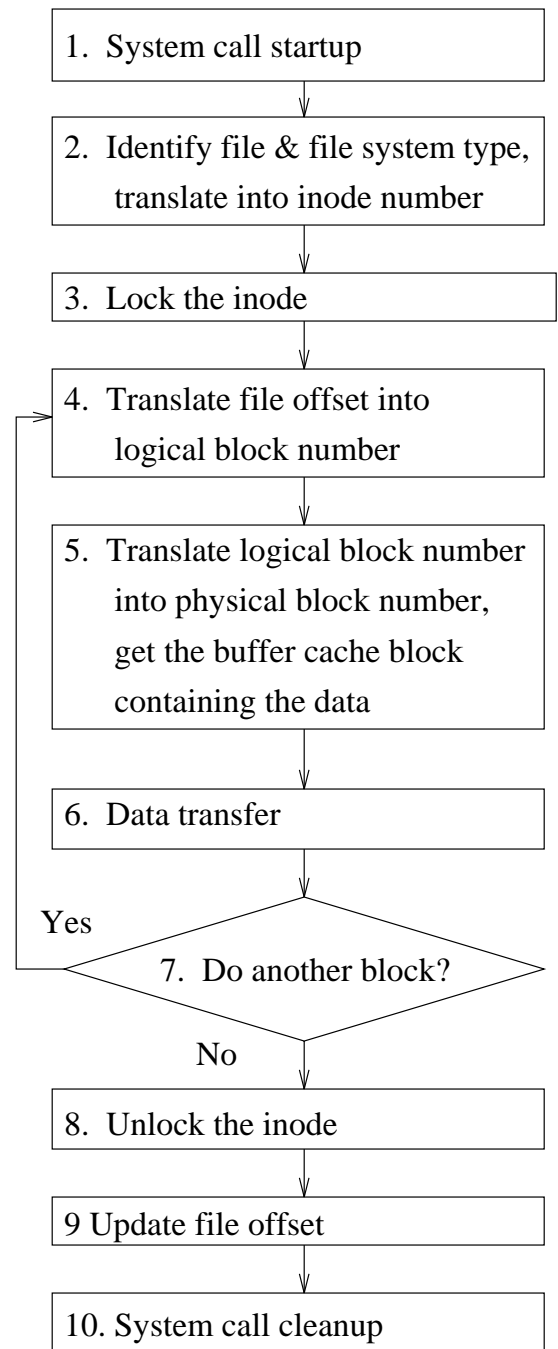 1. System call startup
2. Identify file & file system type,
translate into inode number
3. Lock the inode
4. Translate file offset into
logical block number
5. Translate logical block number
into physical block number,
get the buffer cache block
containing the data
6. Data transfer
Yes
7. Do another block?
No
8. Unlock the inode
9 Update file offset
10. System call cleanup